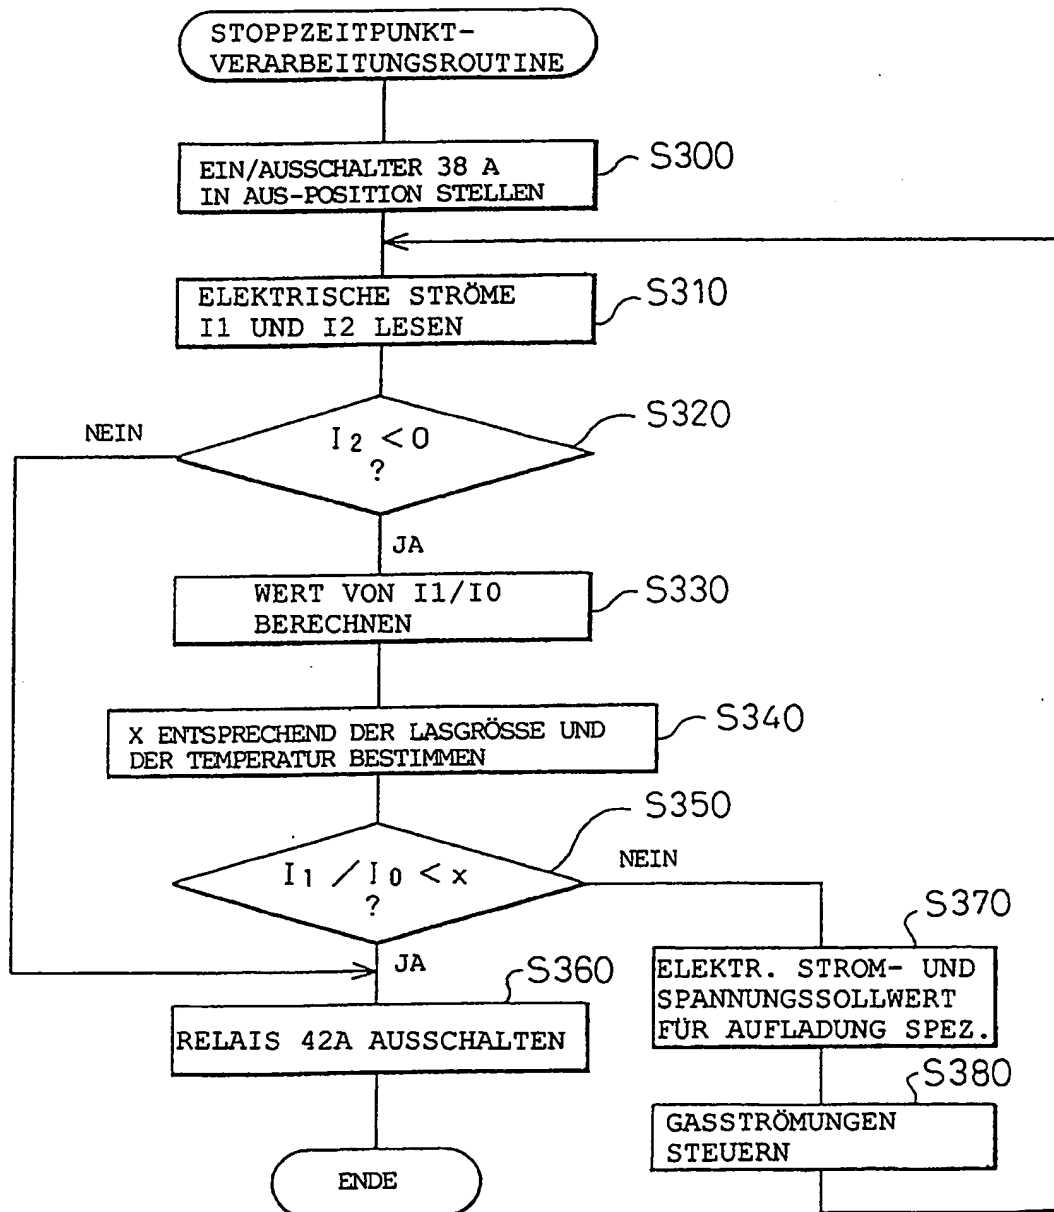 STOPPZEITPUNKT-
VERARBEITUNGSROUTINE
EIN/AUSSCHALTER 38 A
IN AUS-POSITION STELLEN
S300
ELEKTRISCHE STRÖME
I1 UND I2 LESEN
S310
NEIN
I2 < 0
?
S320
JA
WERT VON I1/I0
BERECHNEN
S330
X ENTSPRECHEND DER LASGRÖSSE UND
DER TEMPERATUR BESTIMMEN
S340
I1 / I0 < x
?
S350
NEIN
JA
RELAIS 42A AUSSCHALTEN
S360
ELEKTR. STROM- UND
SPANNUNGSSOLLWERT
FÜR AUFLADUNG SPEZ.
S370
GASSTRÖMUNGEN
STEUERN
S380
ENDE